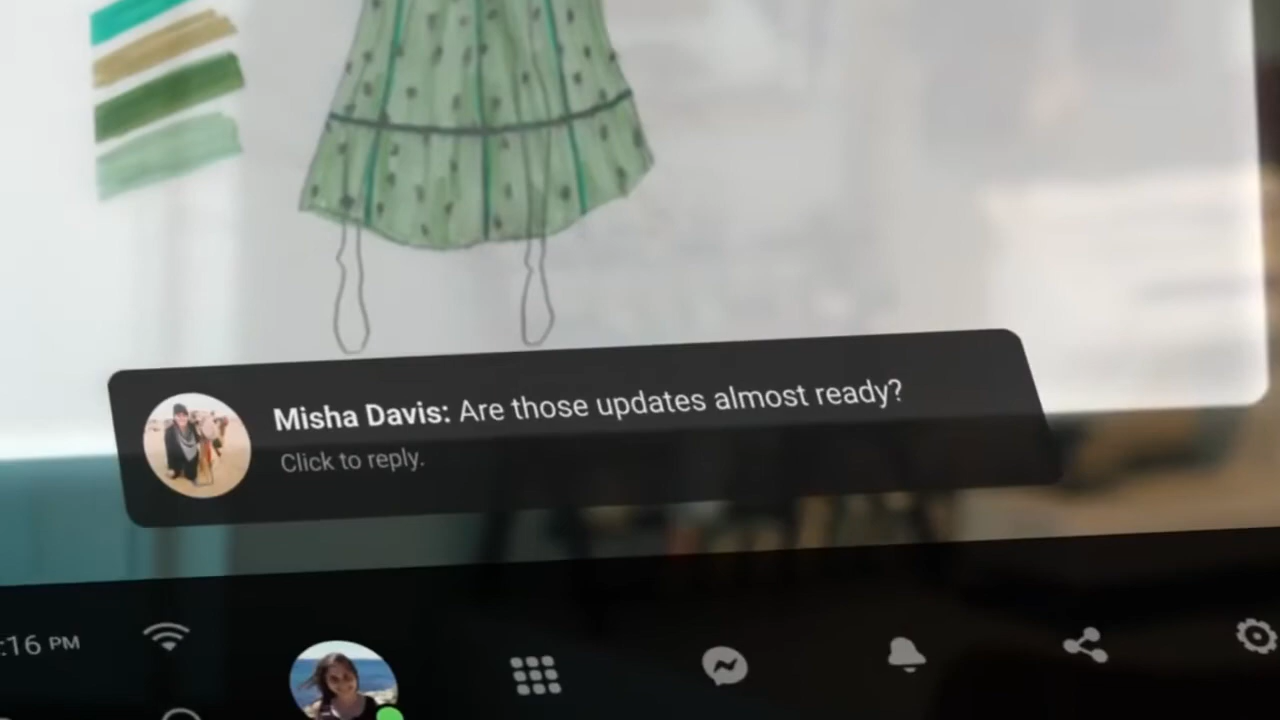 Misha Davis: Are those updates almost ready?
Click to reply.
:16 PM